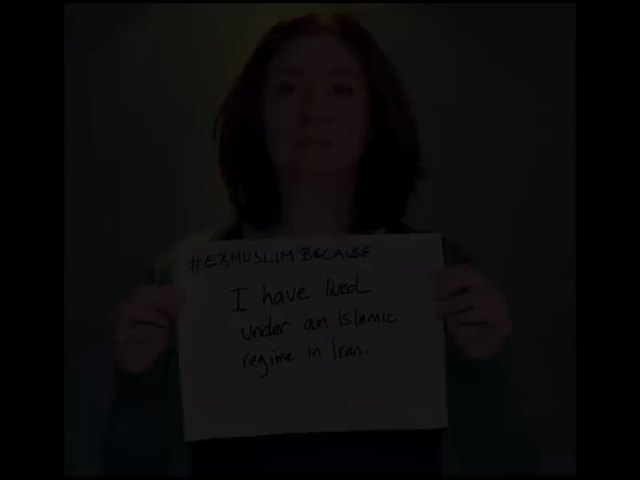 #EXMUSLIMBECAUSE
I have lived
under an Islamic
regime in Iran.